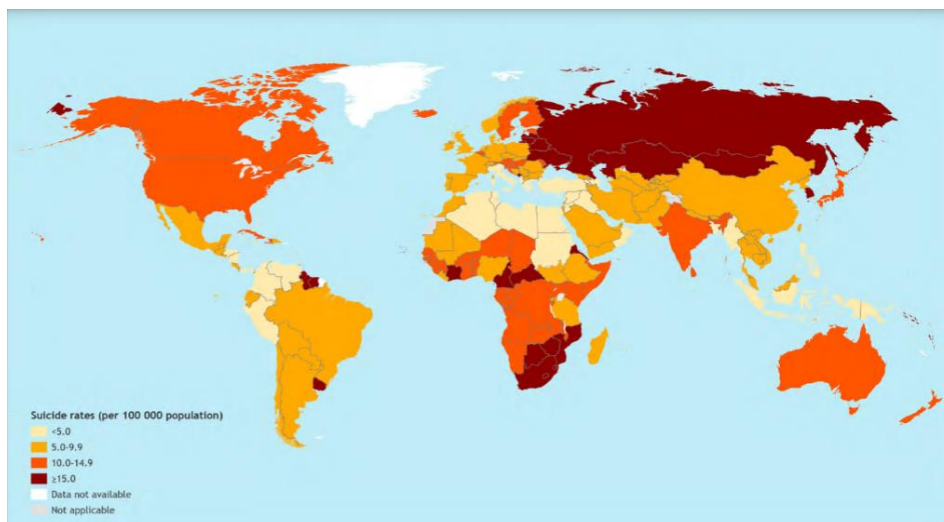 Suicide rates (per 100 000 population)
<5.0
5.0-9.9
10.0-14.9
≥15.0
Data not available
Not applicable